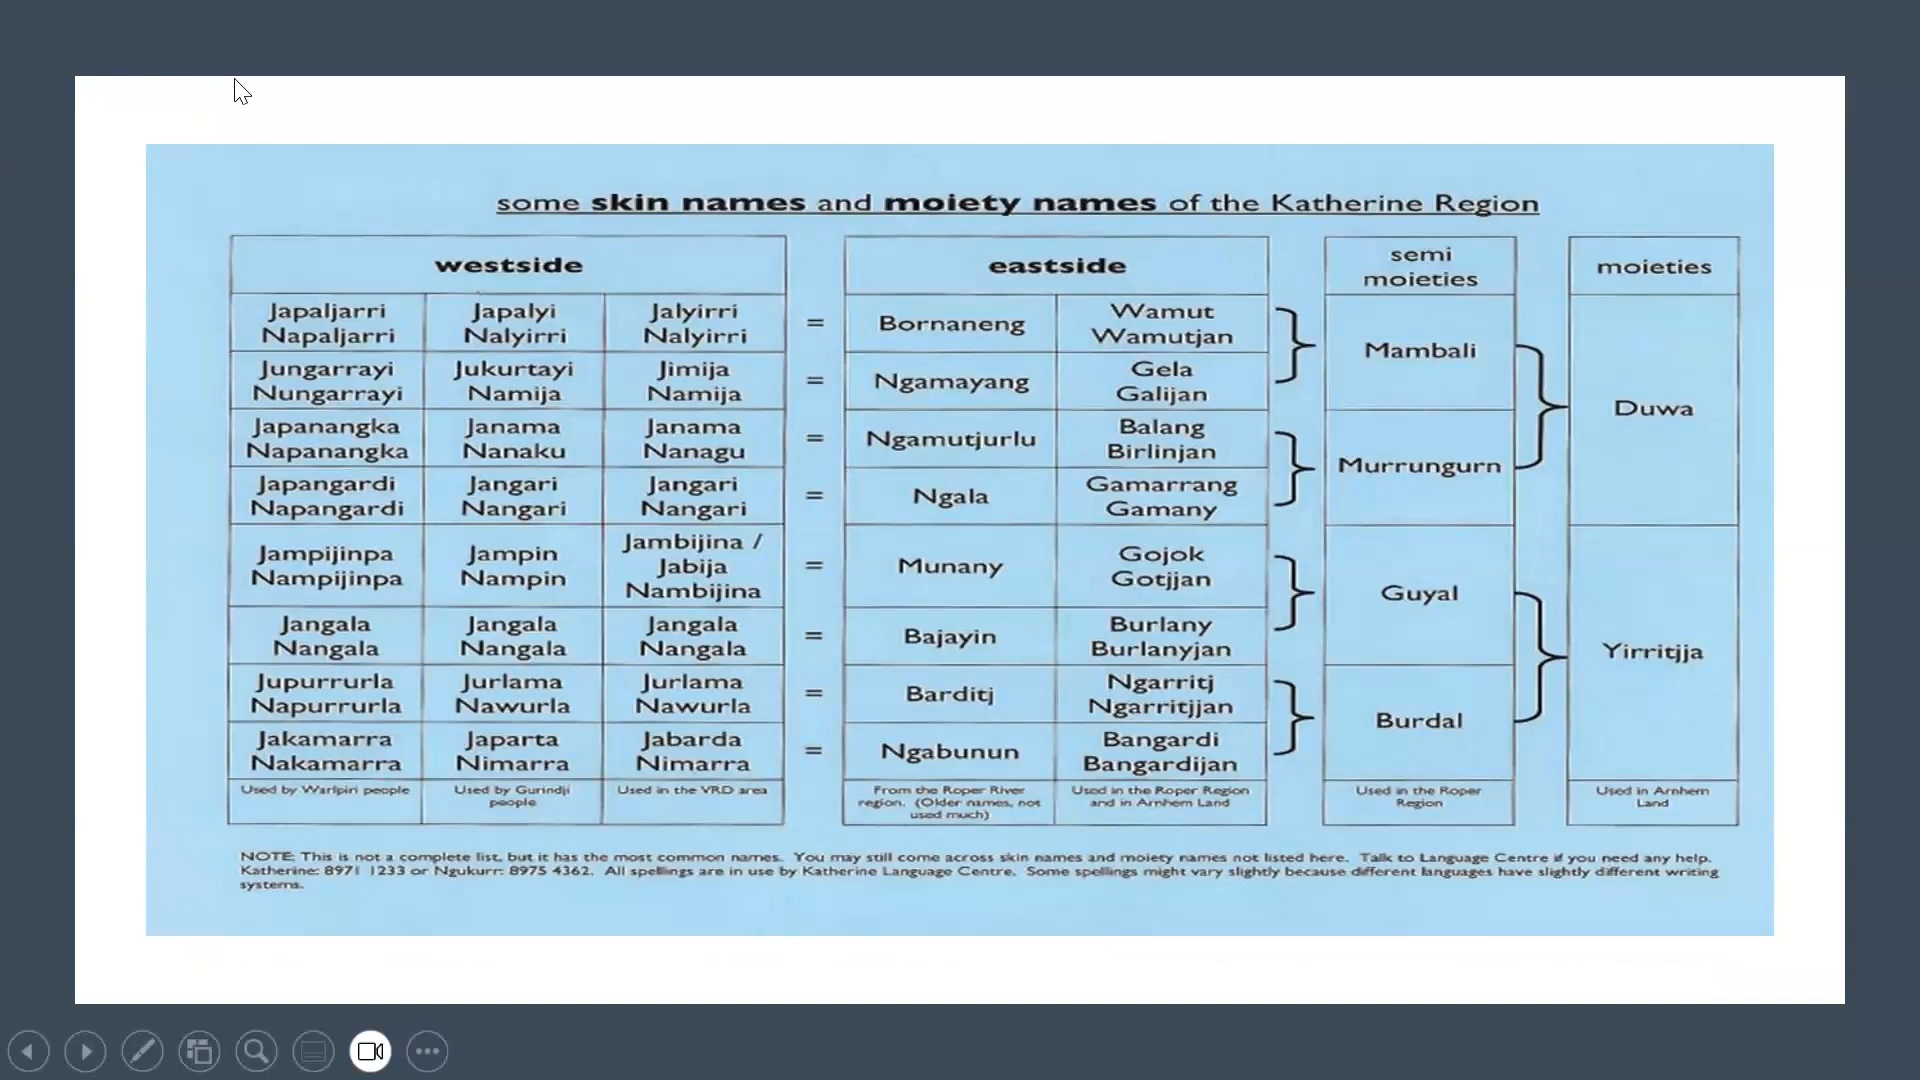 some skin names and moiety names of the Katherine Region
westside
eastside
semi
moieties
moieties
Japaljarri
Napaljarri
Japalyi
Nalyirri
Jalyirri
Nalyirri
=
Bornaneng
Wamut
Wamutjan
Jungarrayi
Nungarrayi
Jukurtayi
Namija
Jimija
Namija
=
Ngamayang
Gela
Galijan
Mambali
Japanangka
Napanangka
Janama
Nanaku
Janama
Nanagu
=
Ngamutjurlu
Balang
Birlinjan
Japangardi
Napangardi
Jangari
Nangari
Jangari
Nangari
=
Ngala
Gamarrang
Gamany
Murrungurn
Duwa
Jampijinpa
Nampijinpa
Jampin
Nampin
Jambijina /
Jabija
Nambijina
=
Munany
Gojok
Gotjjan
Jangala
Nangala
Jangala
Nangala
Jangala
Nangala
=
Bajayin
Burlany
Burlanyjan
Guyal
Jupurrurla
Napurrurla
Jurlama
Nawurla
Jurlama
Nawurla
=
Barditj
Ngarritj
Ngarritjjan
Jakamarra
Nakamarra
Japarta
Nimarra
Jabarda
Nimarra
=
Ngabunun
Bangardi
Bangardijan
Burdal
Yirritjja
Used by Warlpiri people
Used by Gurindji
people
Used in the VRD area
From the Roper River
region. (Older names, not
used much)
Used in the Roper Region
and in Arnhem Land
Used in the Roper
Region
Used in Arnhem
Land
NOTE: This is not a complete list, but it has the most common names. You may still come across skin names and moiety names not listed here. Talk to Language Centre if you need any help.
Katherine: 8971 1233 or Ngukurr: 8975 4362. All spellings are in use by Katherine Language Centre. Some spellings might vary slightly because different languages have slightly different writing
systems.